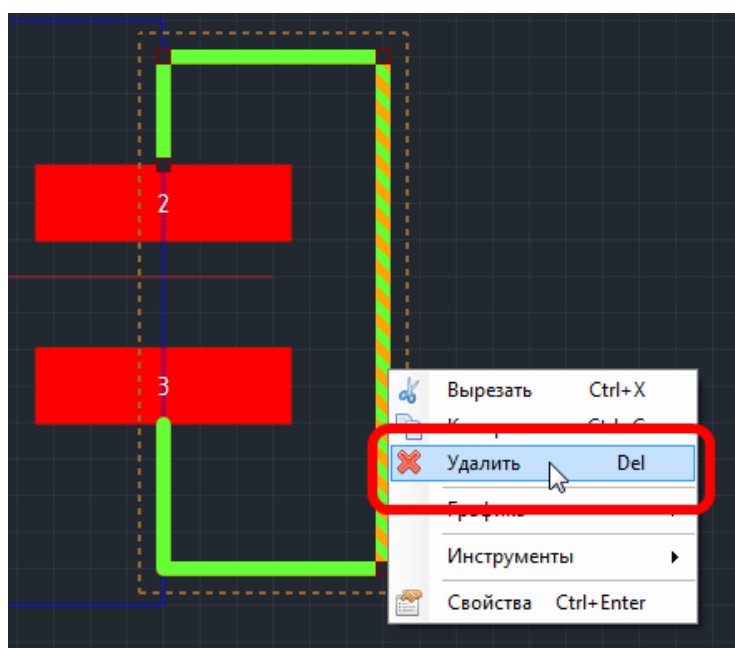 2
3
Вырезать Ctrl+X
Удалить Del
Инструменты
Свойства Ctrl+Enter